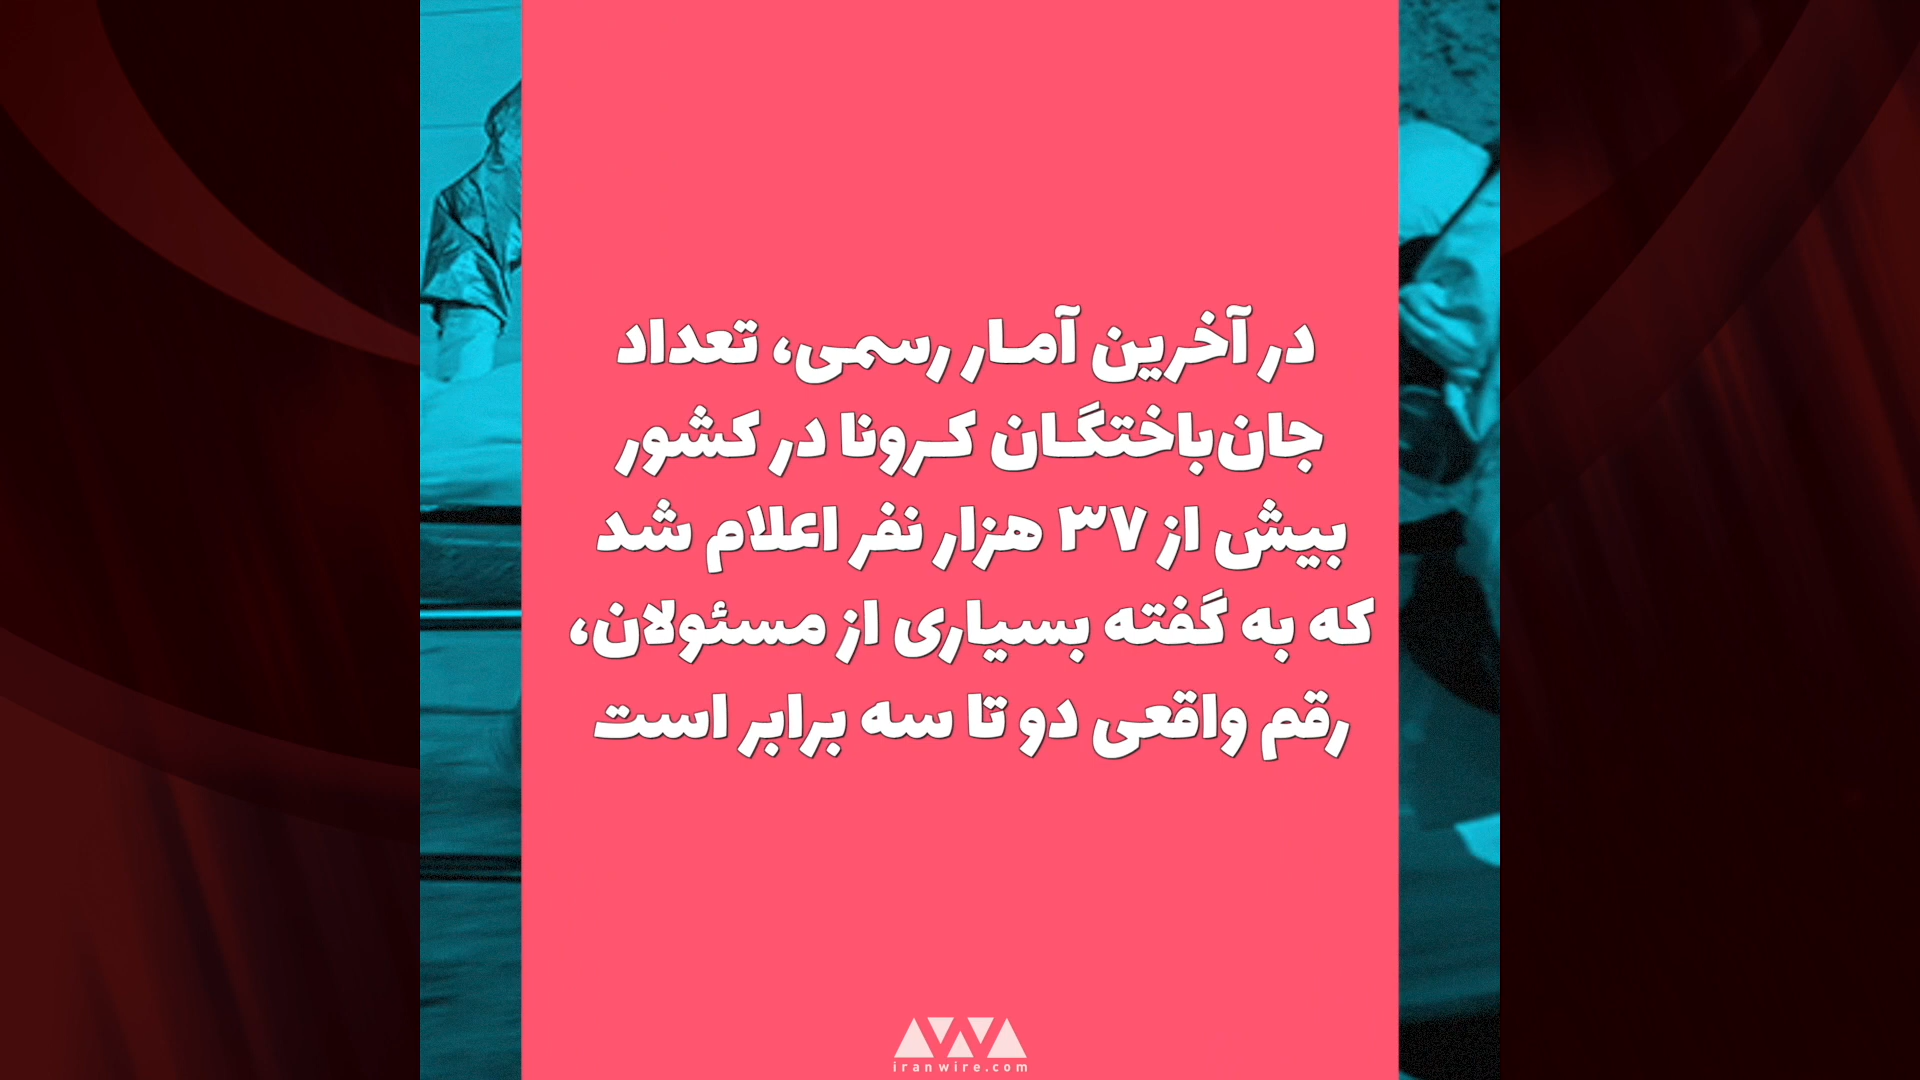 در آخرین آمار رسمی، تعداد
جان‌باختگان کرونا در کشور
بیش از ۳۷ هزار نفر اعلام شد
که به گفته بسیاری از مسئولان،
رقم واقعی دو تا سه برابر است
iranwire.com